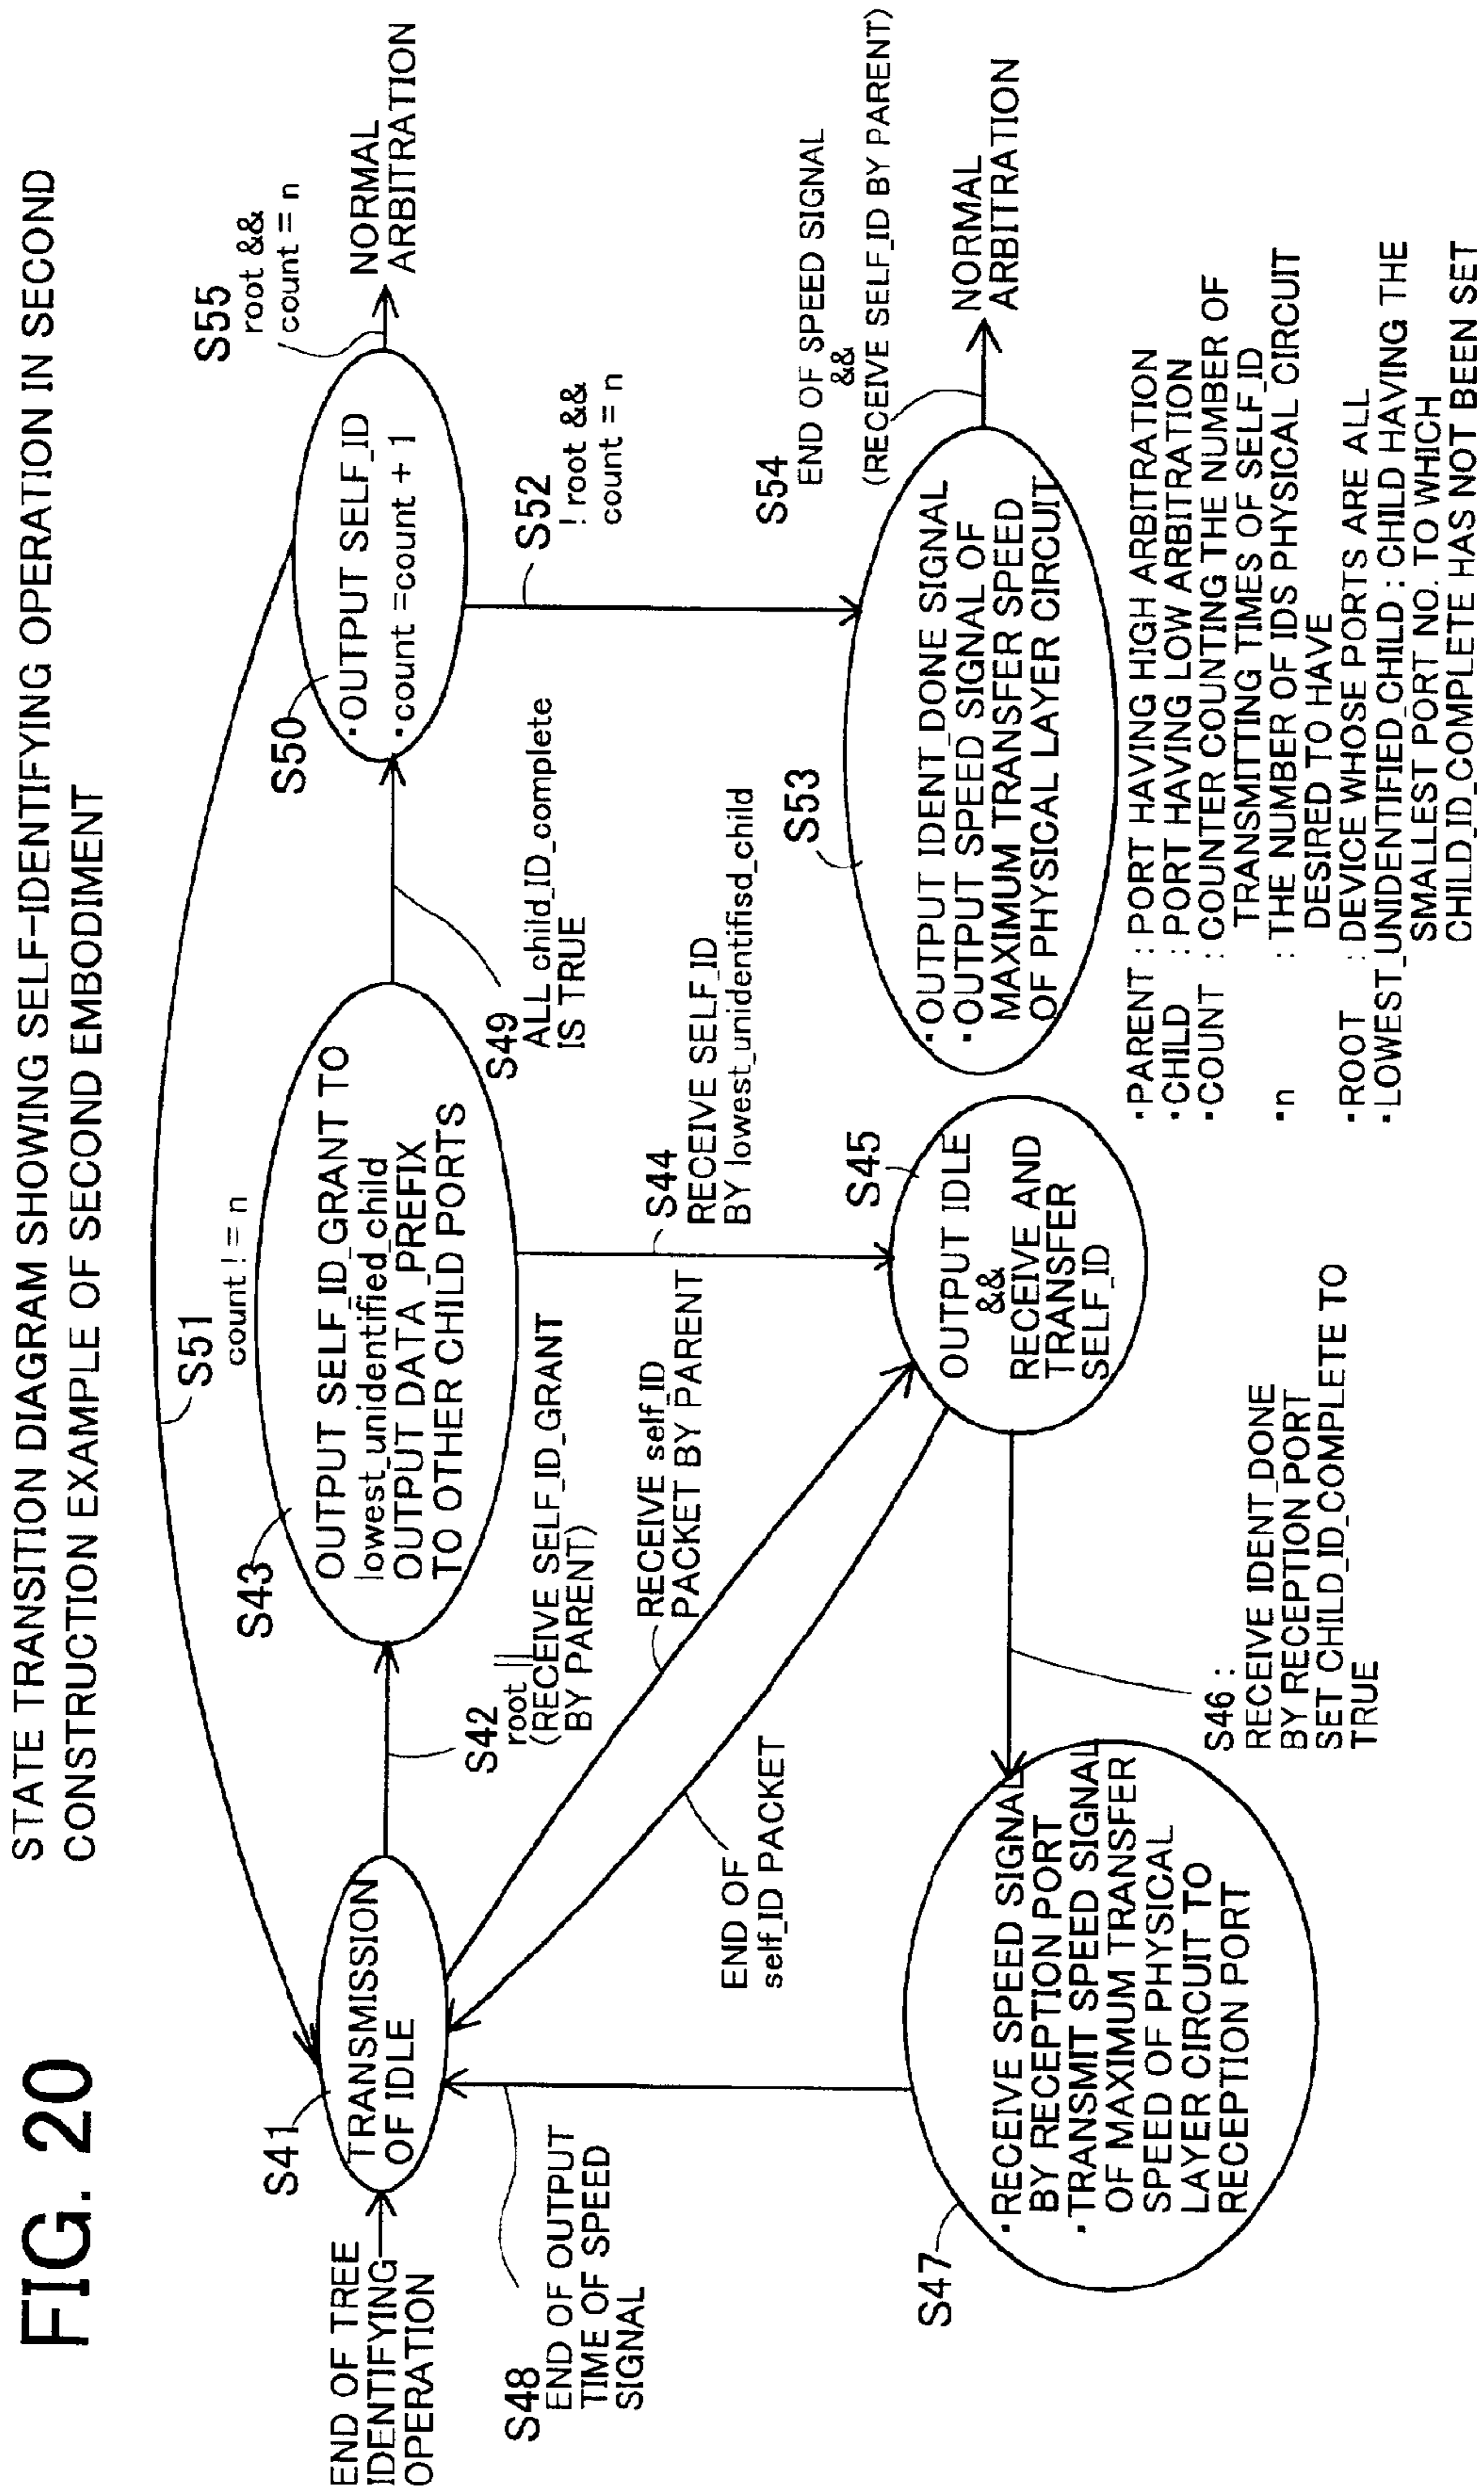 FIG. 20
STATE TRANSITION DIAGRAM SHOWING SELF-IDENTIFYING OPERATION IN SECOND
CONSTRUCTION EXAMPLE OF SECOND EMBODIMENT
END OF TREE
IDENTIFYING
OPERATION
S41
TRANSMISSION
OF IDLE
S42
root ||
(RECEIVE SELF_ID_GRANT
BY PARENT)
S43
OUTPUT SELF_ID_GRANT TO
lowest_unidentified_child
OUTPUT DATA_PREFIX
TO OTHER CHILD PORTS
S51
count != n
S49
ALL child_ID_complete
IS TRUE
S50
· OUTPUT SELF_ID
· count =count + 1
S55
root &&
count = n
NORMAL
ARBITRATION
S52
! root &&
count = n
S44
RECEIVE SELF_ID
BY lowest_unidentifisd_child
RECEIVE self_ID
PACKET BY PARENT
END OF
self_ID PACKET
S45
OUTPUT IDLE
&&
RECEIVE AND
TRANSFER
SELF_ID
S46 :
RECEIVE IDENT_DONE
BY RECEPTION PORT
SET CHILD_ID_COMPLETE TO
TRUE
S47
· RECEIVE SPEED SIGNAL
BY RECEPTION PORT
· TRANSMIT SPEED SIGNAL
OF MAXIMUM TRANSFER
SPEED OF PHYSICAL
LAYER CIRCUIT TO
RECEPTION PORT
S48
END OF OUTPUT
TIME OF SPEED
SIGNAL
S53
· OUTPUT IDENT_DONE SIGNAL
· OUTPUT SPEED SIGNAL OF
MAXIMUM TRANSFER SPEED
OF PHYSICAL LAYER CIRCUIT
S54
END OF SPEED SIGNAL
&&
(RECEIVE SELF_ID BY PARENT)
NORMAL
ARBITRATION
· PARENT : PORT HAVING HIGH ARBITRATION
· CHILD : PORT HAVING LOW ARBITRATION
· COUNT : COUNTER COUNTING THE NUMBER OF
TRANSMITTING TIMES OF SELF_ID
· n : THE NUMBER OF IDS PHYSICAL CIRCUIT
DESIRED TO HAVE
· ROOT : DEVICE WHOSE PORTS ARE ALL
· LOWEST_UNIDENTIFIED_CHILD : CHILD HAVING THE
SMALLEST PORT NO. TO WHICH
CHILD_ID_COMPLETE HAS NOT BEEN SET